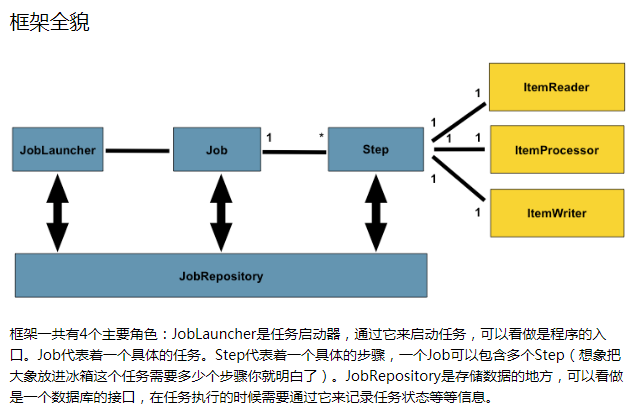 框架全貌
ItemReader
1
1
JobLauncher
Job
1
*
Step
1
1
ItemProcessor
1
1
ItemWriter
JobRepository
框架一共有4个主要角色：JobLauncher是任务启动器，通过它来启动任务，可以看做是程序的入
口。Job代表着一个具体的任务。Step代表着一个具体的步骤，一个Job可以包含多个Step（想象把
大象放进冰箱这个任务需要多少个步骤你就明白了）。JobRepository是存储数据的地方，可以看做
是一个数据库的接口，在任务执行的时候需要通过它来记录任务状态等等信息。